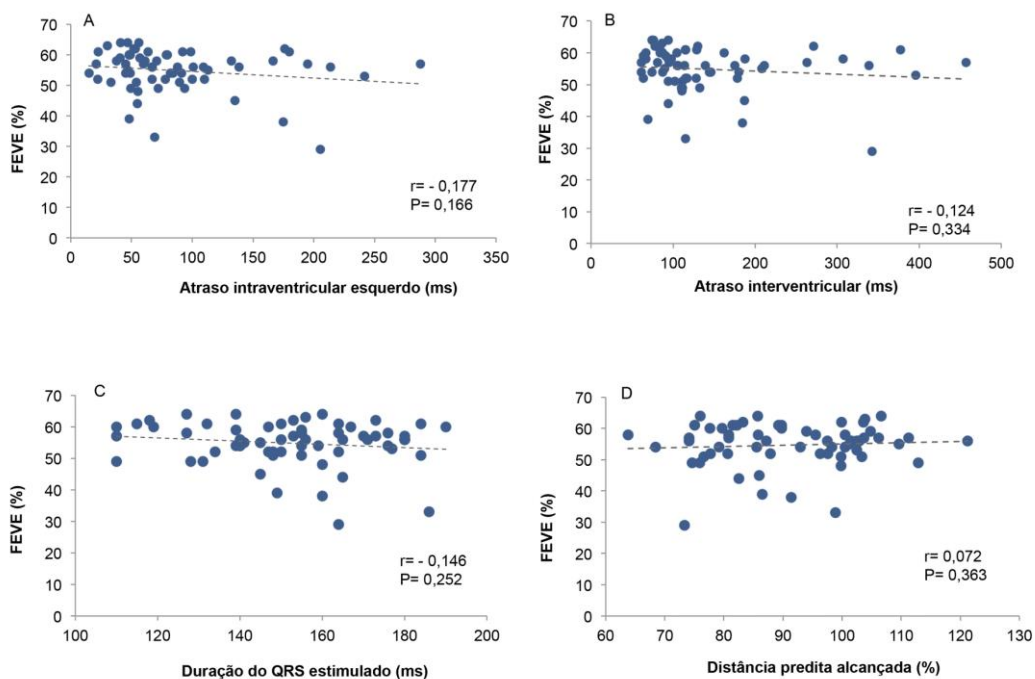 A
FEVE (%)
70
60
50
40
30
20
10
0
r= - 0,177
P= 0,166
0 50 100 150 200 250 300 350
Atraso intraventricular esquerdo (ms)
B
FEVE (%)
70
60
50
40
30
20
10
0
r= - 0,124
P= 0,334
0 100 200 300 400 500
Atraso interventricular (ms)
C
FEVE (%)
70
60
50
40
30
20
10
0
r= - 0,146
P= 0,252
100 120 140 160 180 200
Duração do QRS estimulado (ms)
D
FEVE (%)
70
60
50
40
30
20
10
0
r= 0,072
P= 0,363
60 70 80 90 100 110 120 130
Distância predita alcançada (%)